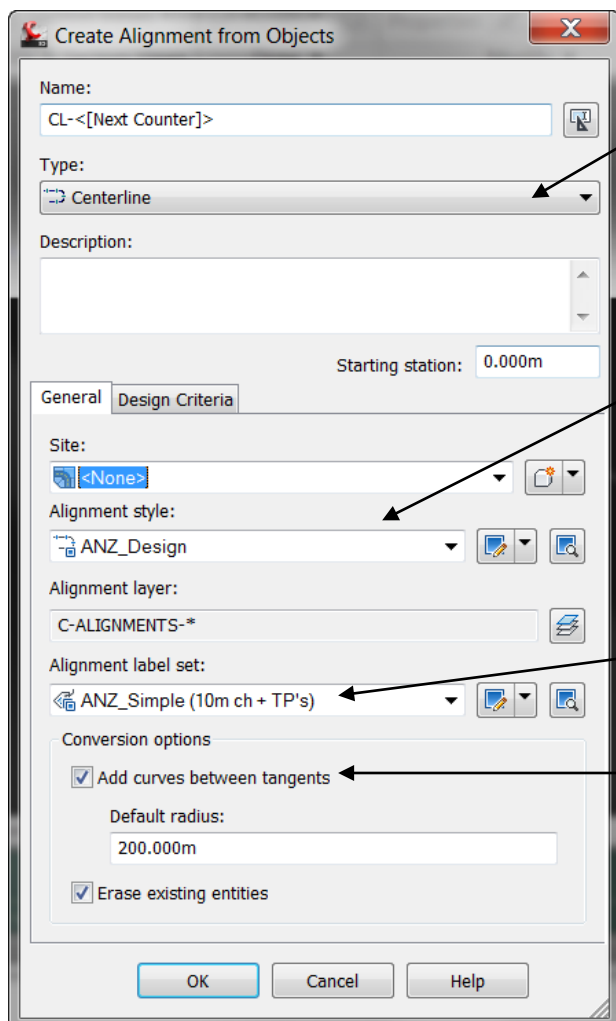 Create Alignment from Objects
Name:
CL-<[Next Counter]>
Type:
Centerline
Description:
Starting station: 0.000m
General Design Criteria
Site:
<None>
Alignment style:
ANZ_Design
Alignment layer:
C-ALIGNMENTS-*
Alignment label set:
ANZ_Simple (10m ch + TP's)
Conversion options
Add curves between tangents
Default radius:
200.000m
Erase existing entities
OK Cancel Help